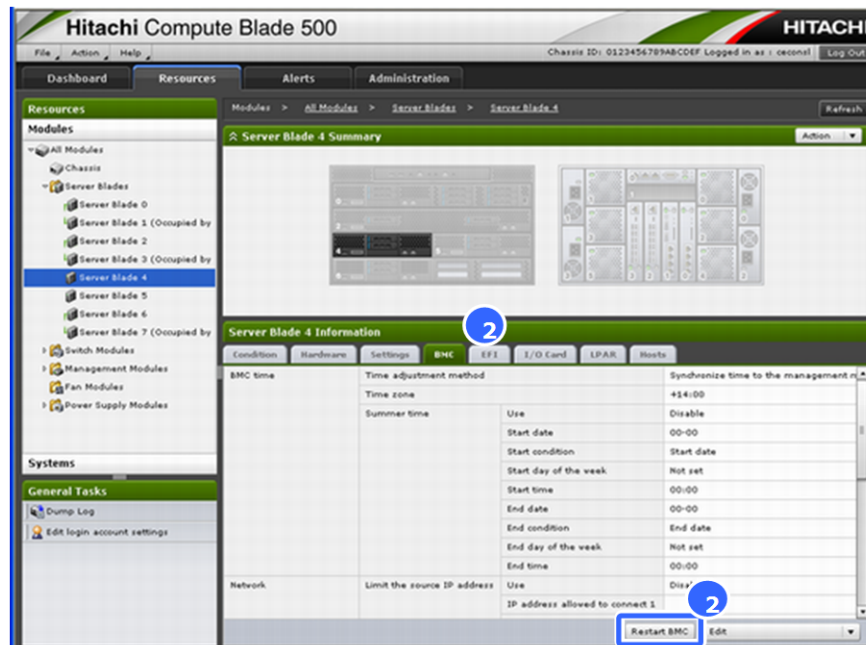 Hitachi Compute Blade 500
HITACHI
File Action Help
Chassis ID: 0123456789ABCDEF Logged in as : ceconsl Log Out
Dashboard Resources Alerts Administration
Resources
Modules
All Modules
Chassis
Server Blades
Server Blade 0
Server Blade 1 (Occupied by
Server Blade 2
Server Blade 3 (Occupied by
Server Blade 4
Server Blade 5
Server Blade 6
Server Blade 7 (Occupied by
Switch Modules
Management Modules
Fan Modules
Power Supply Modules
Systems
General Tasks
Dump Log
Edit login account settings
Modules > All Modules > Server Blades > Server Blade 4
Refresh
Server Blade 4 Summary
Action
2
Server Blade 4 Information
Condition Hardware Settings BMC EFI I/O Card LPAR Hosts
BMC time Time adjustment method Synchronize time to the management m
Time zone +14:00
Summer time Use Disable
Start date 00-00
Start condition Start date
Start day of the week Not set
Start time 00:00
End date 00-00
End condition End date
End day of the week Not set
End time 00:00
Network Limit the source IP address Use
IP address allowed to connect 1
2
Restart BMC Edit